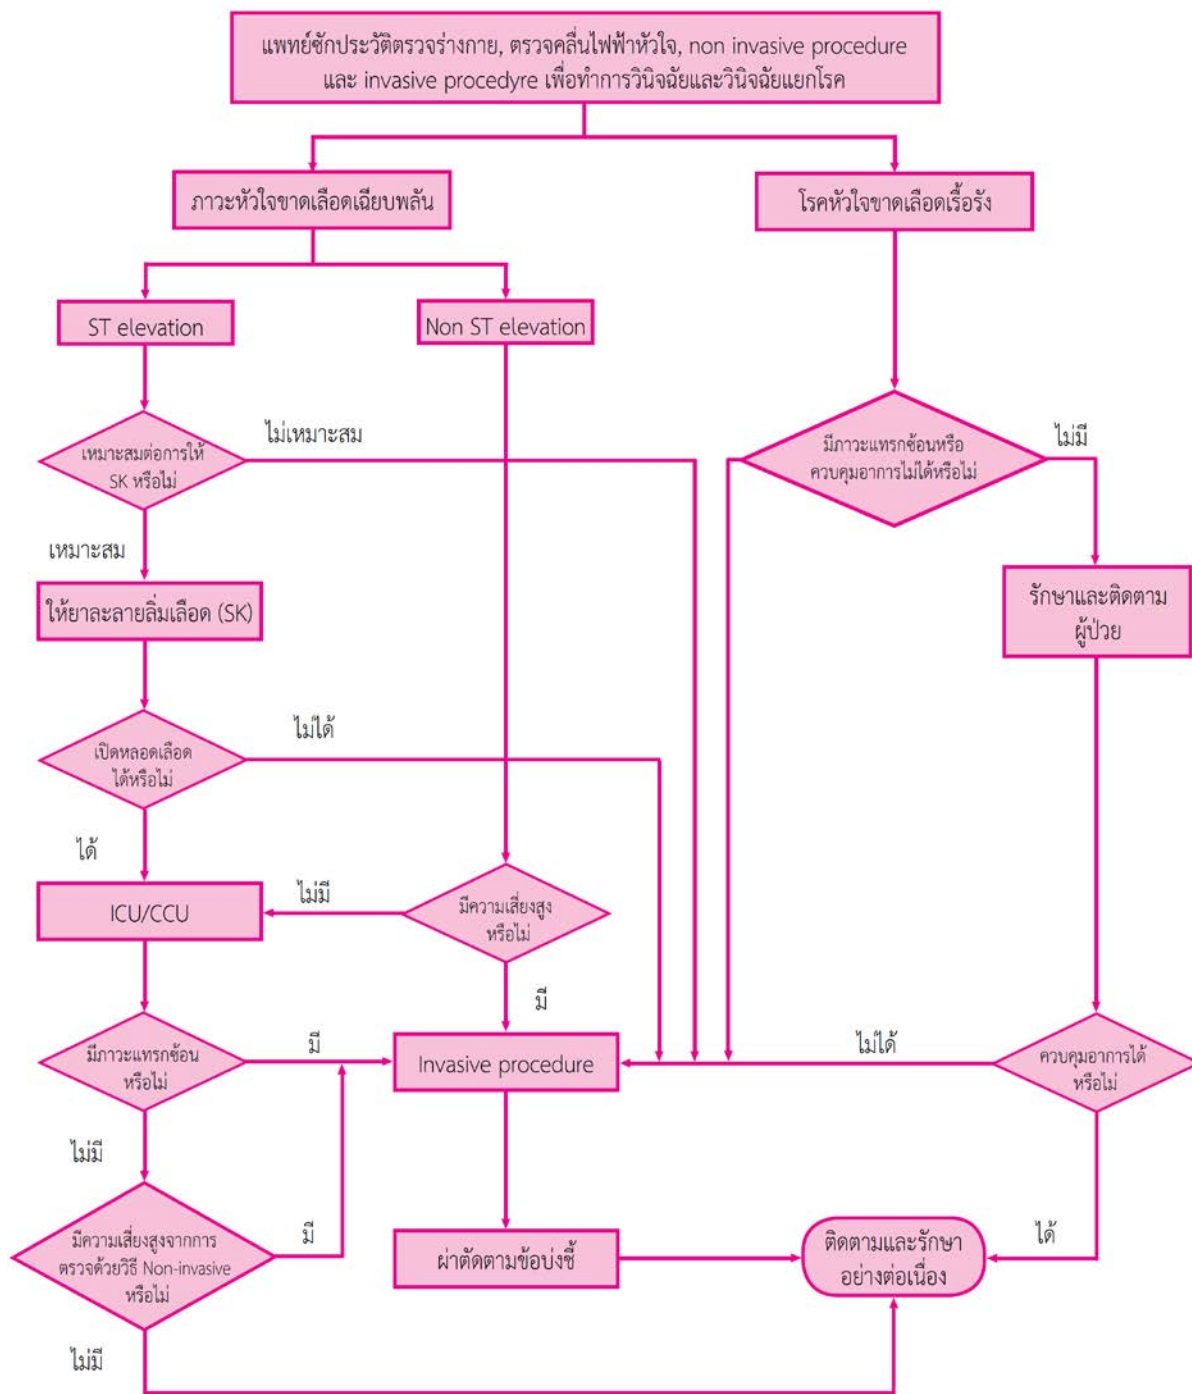 แพทย์ซักประวัติตรวจร่างกาย, ตรวจคลื่นไฟฟ้าหัวใจ, non invasive procedure
และ invasive procedyre เพื่อทำการวินิจฉัยและวินิจฉัยแยกโรค
ภาวะหัวใจขาดเลือดเฉียบพลัน
โรคหัวใจขาดเลือดเรื้อรัง
ST elevation
Non ST elevation
เหมาะสมต่อการให้
SK หรือไม่
ไม่เหมาะสม
มีภาวะแทรกซ้อนหรือ
ควบคุมอาการไม่ได้หรือไม่
ไม่มี
เหมาะสม
ให้ยาละลายลิ่มเลือด (SK)
รักษาและติดตาม
ผู้ป่วย
เปิดหลอดเลือด
ได้หรือไม่
ไม่ได้
ได้
ICU/CCU
ไม่มี
มีความเสี่ยงสูง
หรือไม่
มี
มีภาวะแทรกซ้อน
หรือไม่
มี
Invasive procedure
ไม่ได้
ควบคุมอาการได้
หรือไม่
ไม่มี
มีความเสี่ยงสูงจากการ
ตรวจด้วยวิธี Non-invasive
หรือไม่
มี
ผ่าตัดตามข้อบ่งชี้
ติดตามและรักษา
อย่างต่อเนื่อง
ได้
ไม่มี